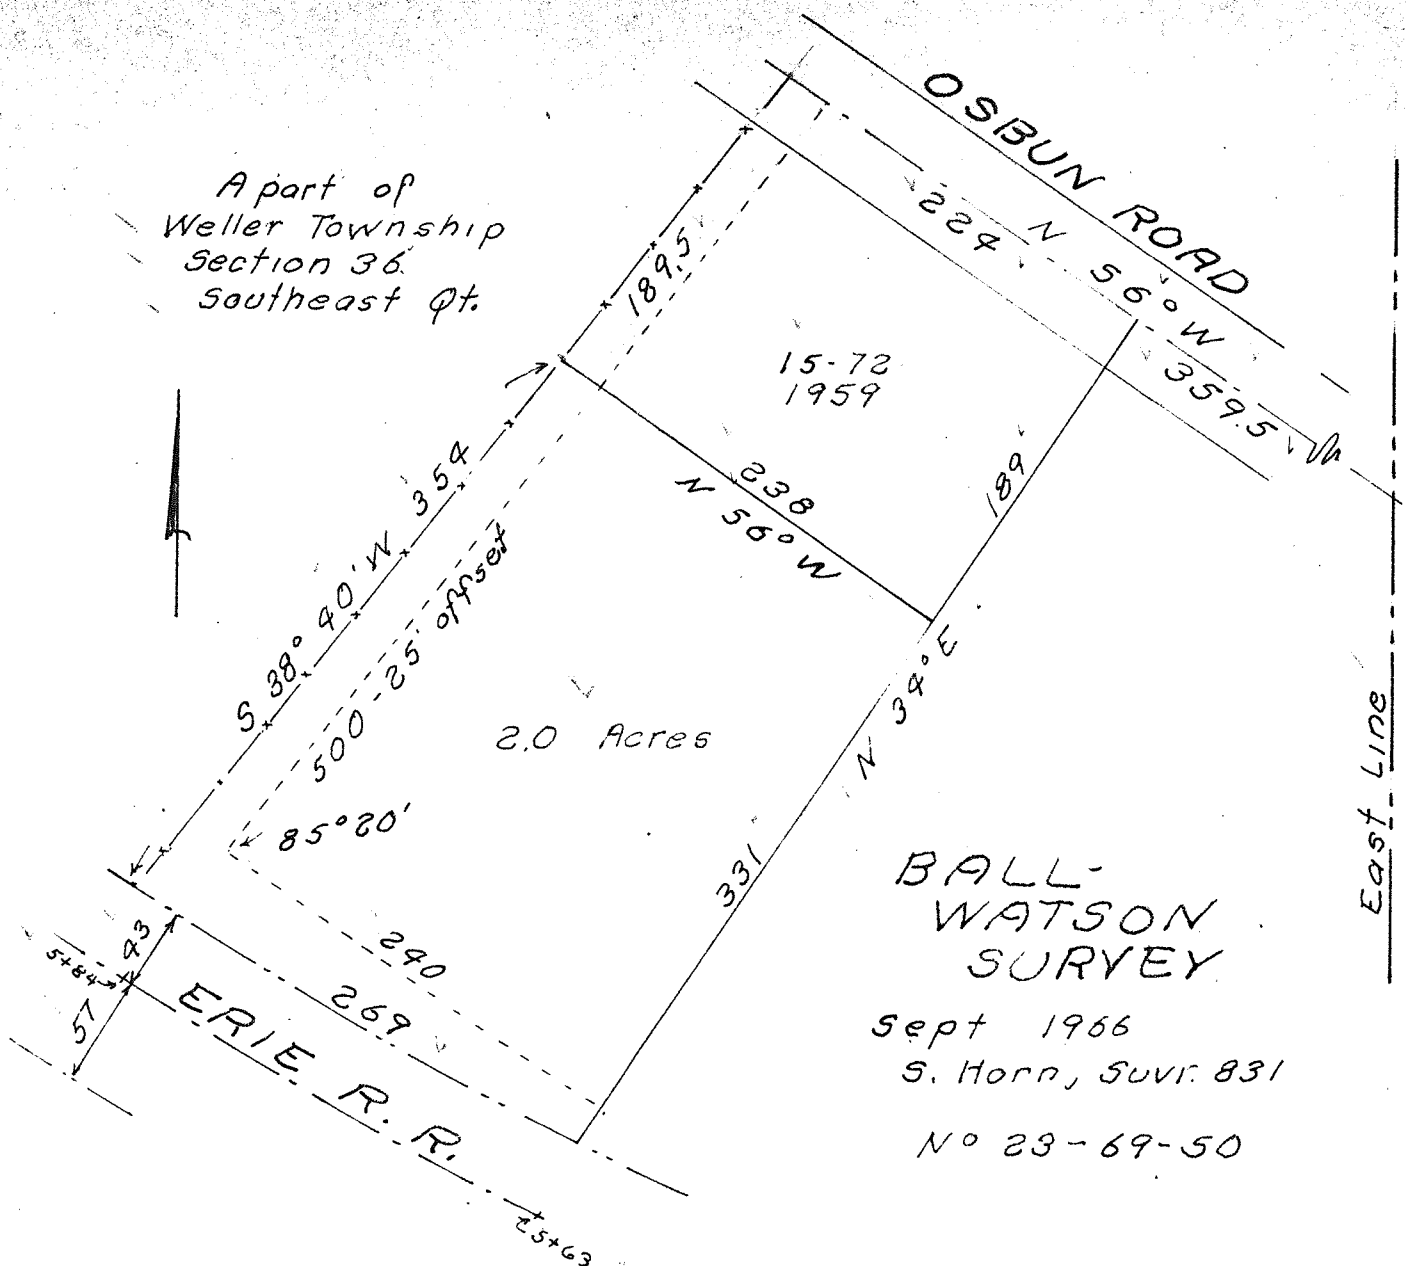 OSBUN ROAD
A part of
Weller Township
Section 36
Southeast Qt.
224
N 56° W
359.5
189.5
15-72
1959
238
N 56° W
189
S 38° 40' W 354
500 - 25' offset
N 34° E
2.0 Acres
85° 20'
331
East Line
BALL-
WATSON
SURVEY
Sept 1966
S. Horn, Suvr. 831
N° 23-69-50
43
5+84
57
240
269
ERIE R. R.
5+63